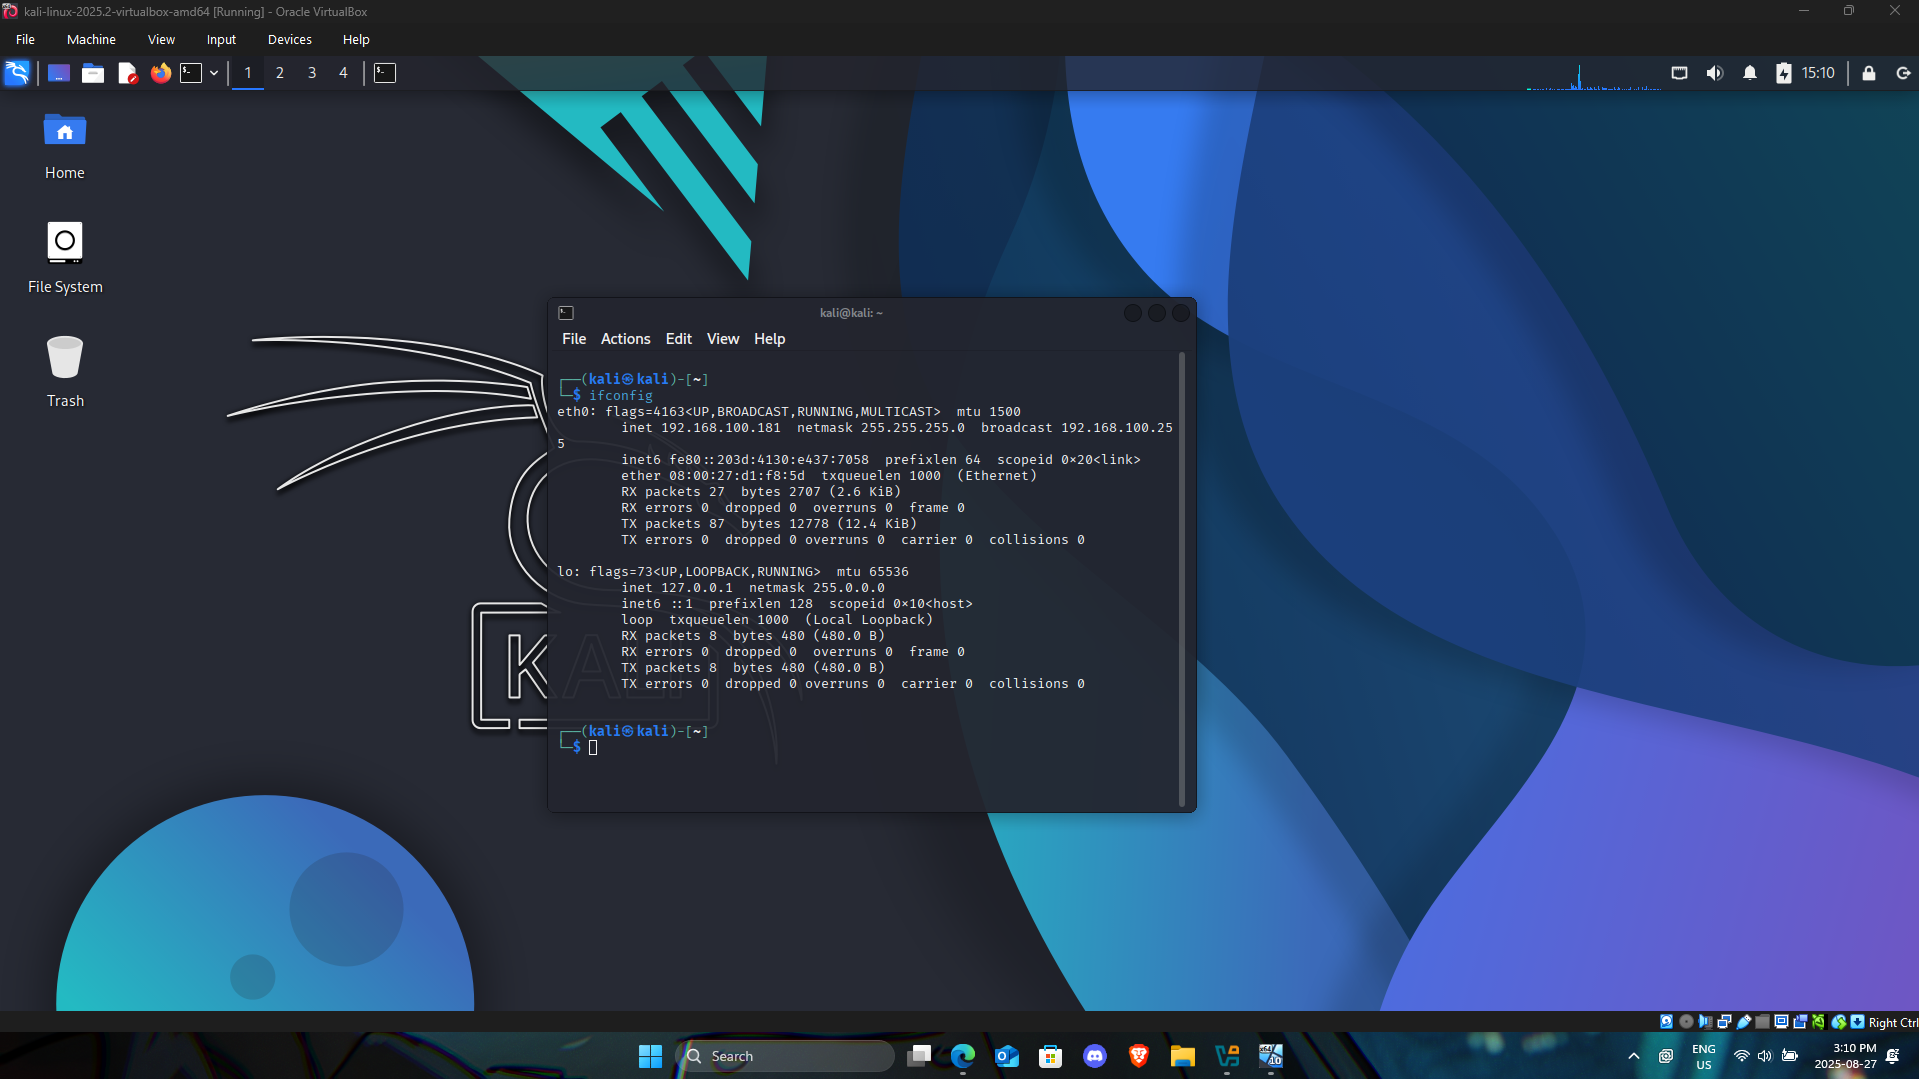 kali-linux-2025.2-virtualbox-amd64 [Running] - Oracle VirtualBox
File Machine View Input Devices Help
1 2 3 4 15:10
Home
File System
Trash
kali@kali: ~
File Actions Edit View Help
┌──(kali㉿kali)-[~]
└─$ ifconfig
eth0: flags=4163<UP,BROADCAST,RUNNING,MULTICAST>  mtu 1500
        inet 192.168.100.181  netmask 255.255.255.0  broadcast 192.168.100.25
5
        inet6 fe80::203d:4130:e437:7058  prefixlen 64  scopeid 0×20<link>
        ether 08:00:27:d1:f8:5d  txqueuelen 1000  (Ethernet)
        RX packets 27  bytes 2707 (2.6 KiB)
        RX errors 0  dropped 0  overruns 0  frame 0
        TX packets 87  bytes 12778 (12.4 KiB)
        TX errors 0  dropped 0 overruns 0  carrier 0  collisions 0
lo: flags=73<UP,LOOPBACK,RUNNING>  mtu 65536
        inet 127.0.0.1  netmask 255.0.0.0
        inet6 ::1  prefixlen 128  scopeid 0×10<host>
        loop  txqueuelen 1000  (Local Loopback)
        RX packets 8  bytes 480 (480.0 B)
        RX errors 0  dropped 0  overruns 0  frame 0
        TX packets 8  bytes 480 (480.0 B)
        TX errors 0  dropped 0 overruns 0  carrier 0  collisions 0
┌──(kali㉿kali)-[~]
└─$
KALI
Right Ctrl
Search
ENG
US
3:10 PM
2025-08-27